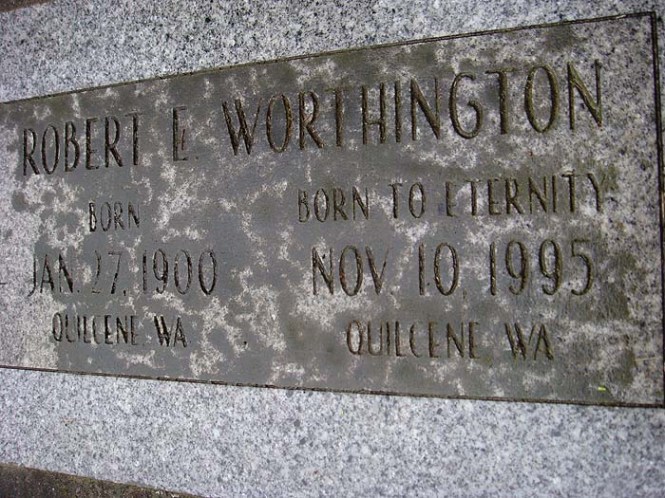 ROBERT E. WORTHINGTON
BORN BORN TO ETERNITY
JAN. 27, 1900 NOV. 10, 1995
QUILCENE WA QUILCENE WA